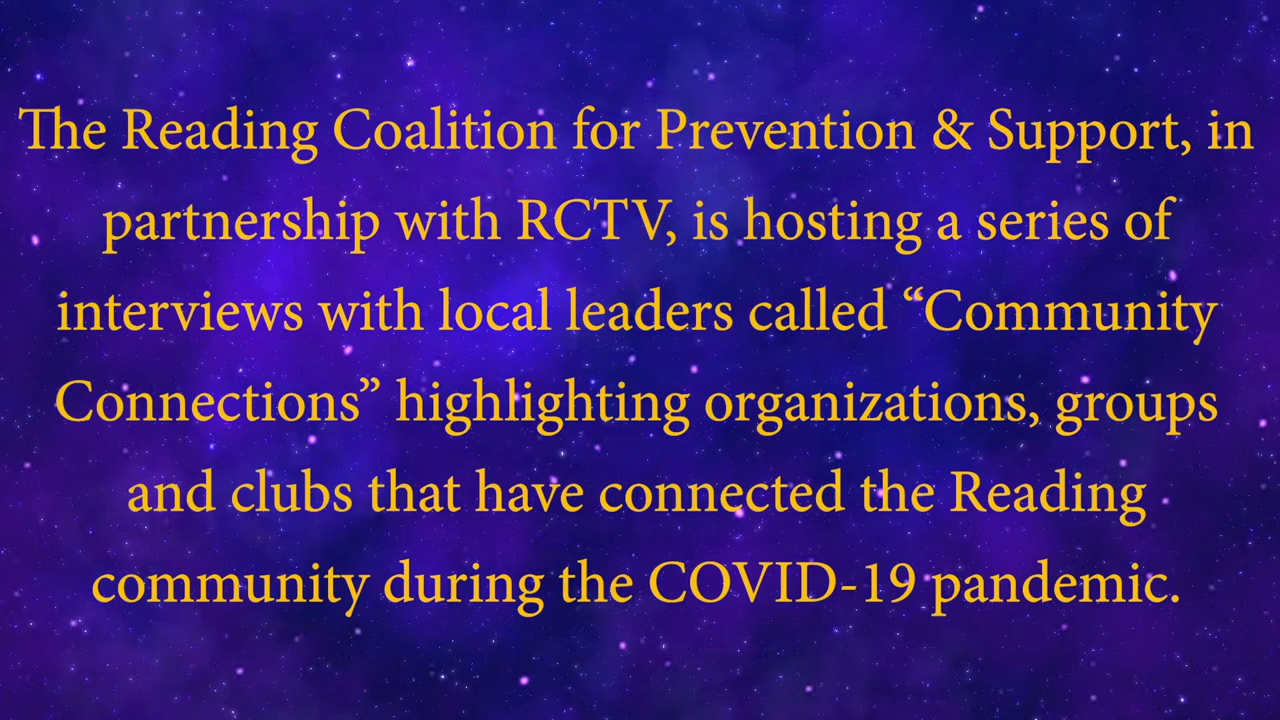 The Reading Coalition for Prevention & Support, in
partnership with RCTV, is hosting a series of
interviews with local leaders called “Community
Connections” highlighting organizations, groups
and clubs that have connected the Reading
community during the COVID-19 pandemic.